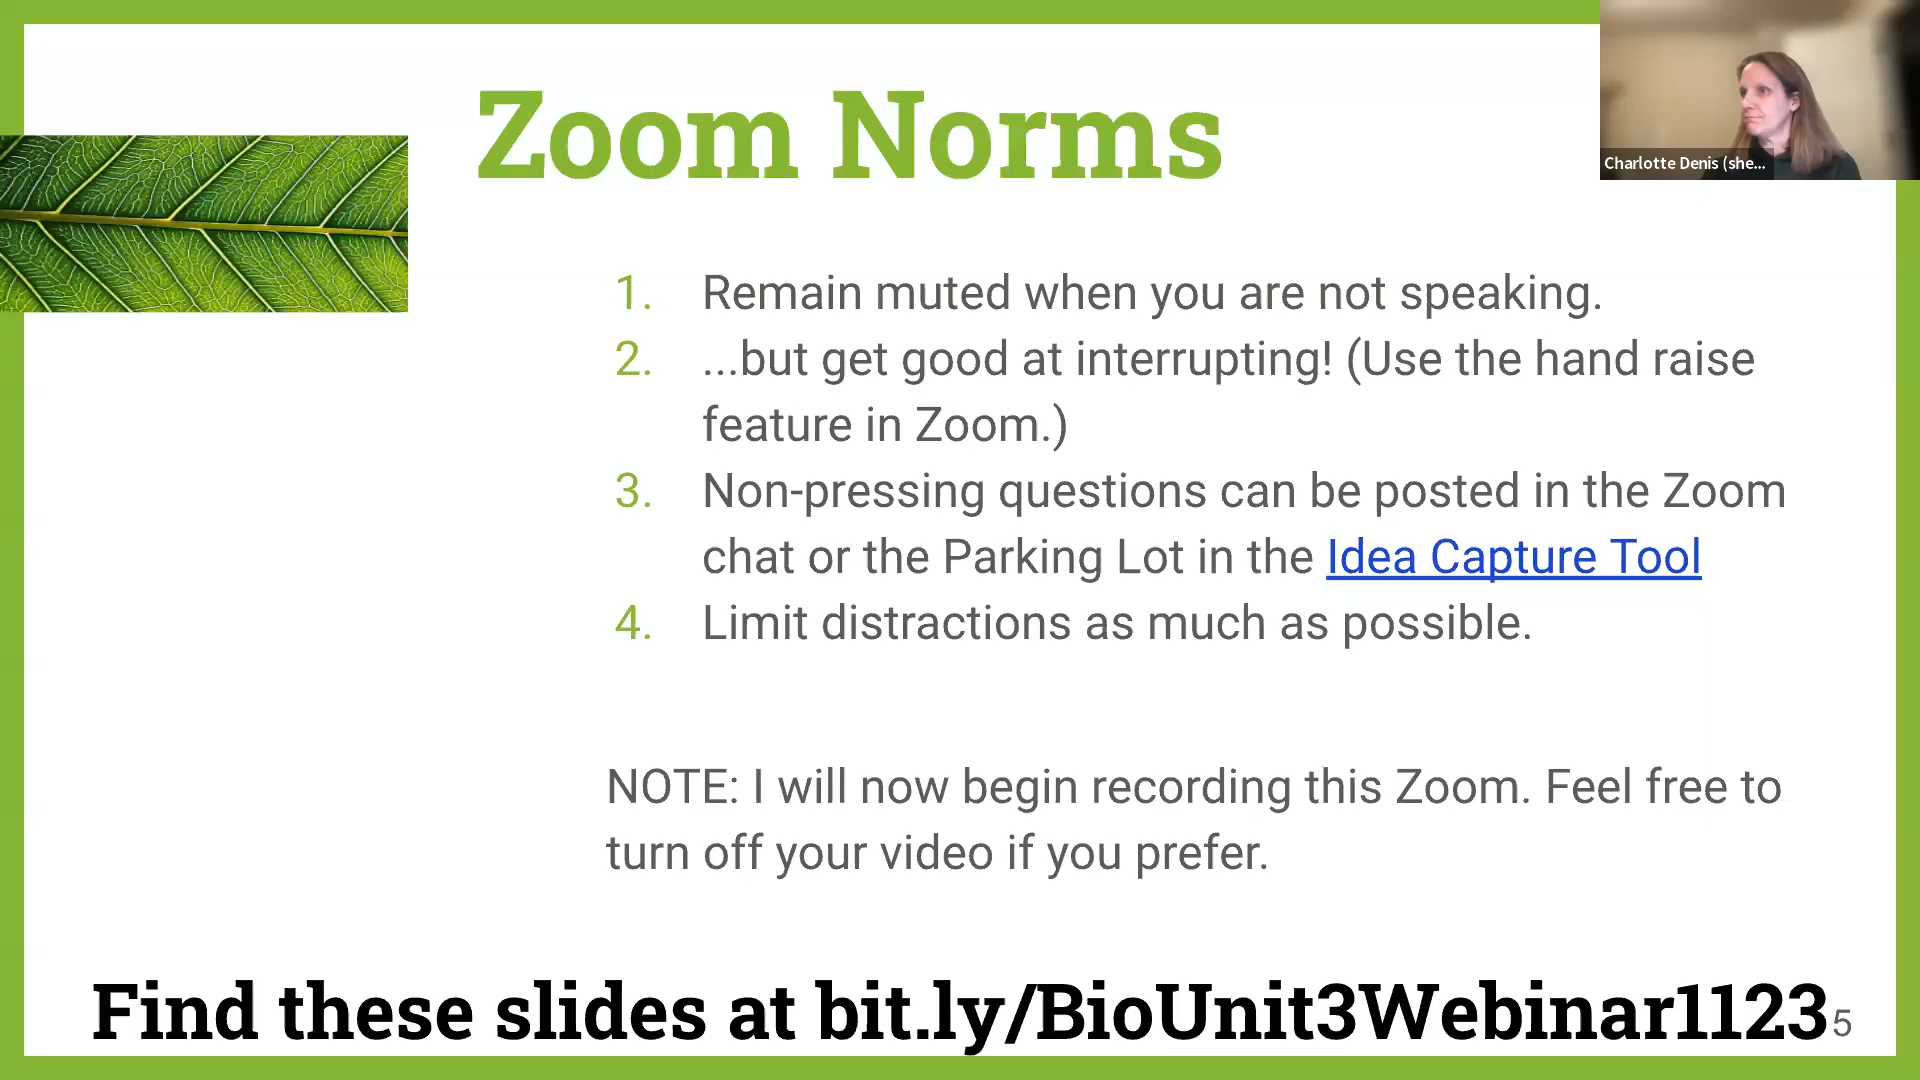 Zoom Norms
Charlotte Denis (she...
1. Remain muted when you are not speaking.
2. ...but get good at interrupting! (Use the hand raise
feature in Zoom.)
3. Non-pressing questions can be posted in the Zoom
chat or the Parking Lot in the Idea Capture Tool
4. Limit distractions as much as possible.
NOTE: I will now begin recording this Zoom. Feel free to
turn off your video if you prefer.
Find these slides at bit.ly/BioUnit3Webinar1123
5